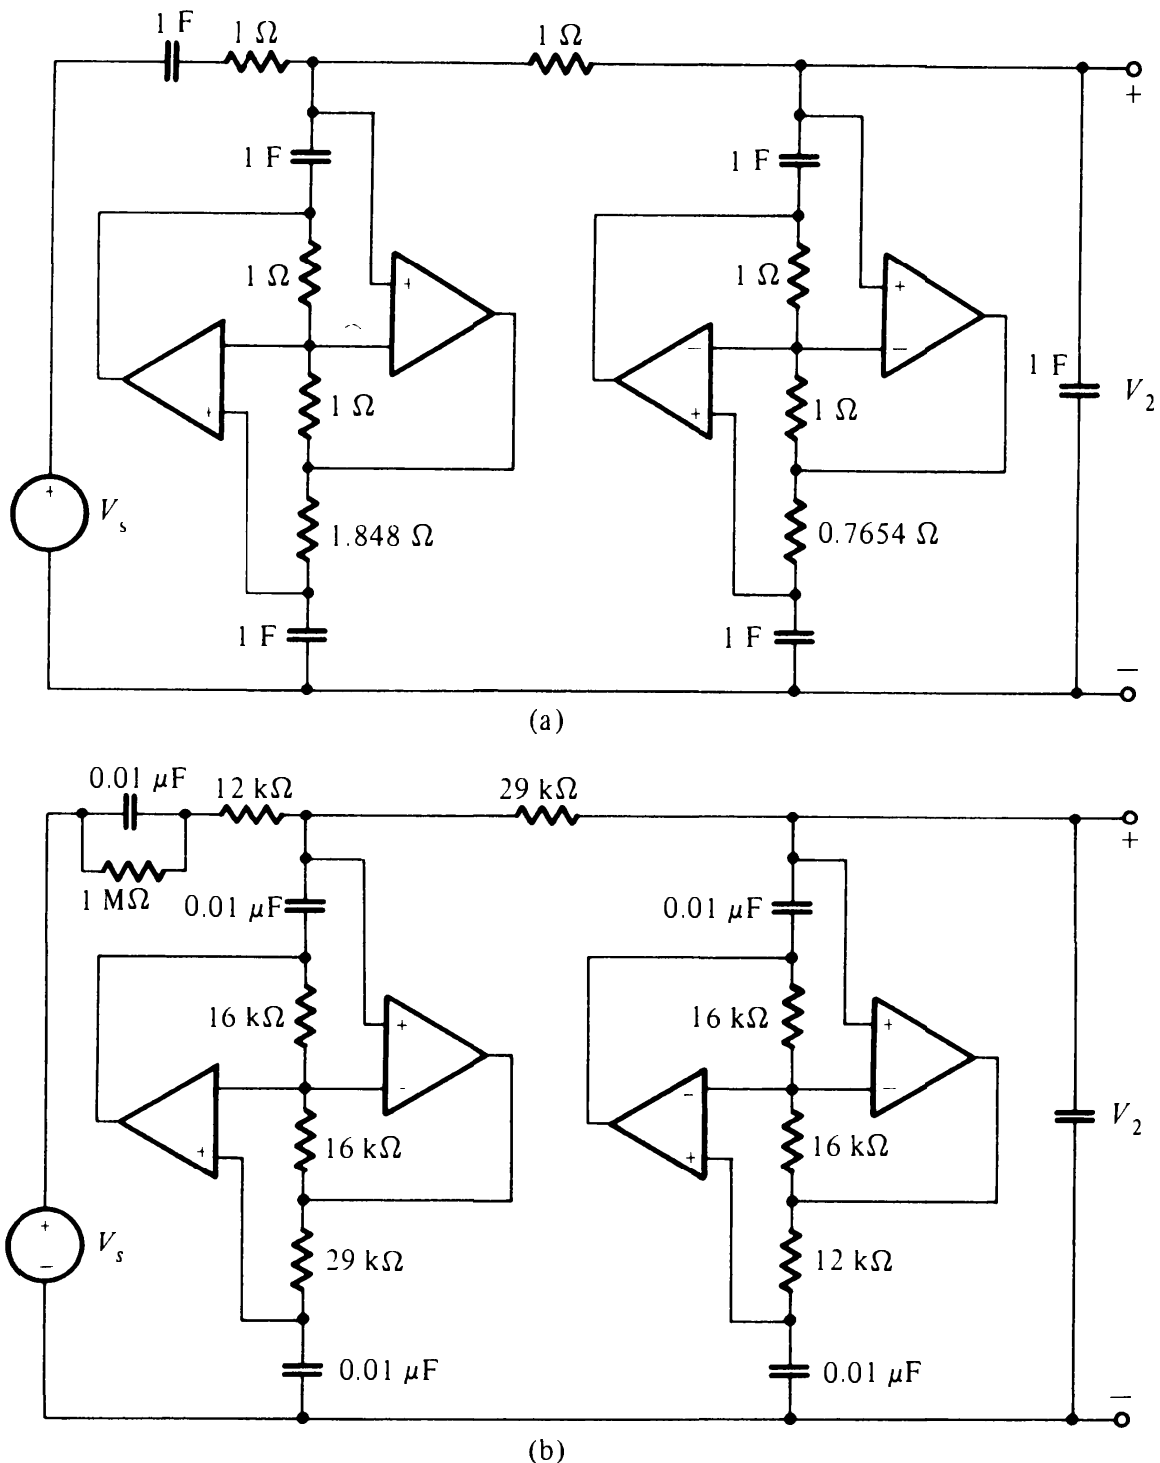 1 F
1 Ω
1 Ω
+
1 F
1 F
1 Ω
+
1 Ω
+
−
−
1 F
V₂
+
1 Ω
+
1 Ω
+
Vₛ
1.848 Ω
0.7654 Ω
1 F
1 F
−
(a)
0.01 μF
12 kΩ
29 kΩ
+
1 MΩ
0.01 μF
0.01 μF
16 kΩ
+
16 kΩ
+
-
−
−
V₂
+
16 kΩ
+
16 kΩ
+
−
Vₛ
29 kΩ
12 kΩ
0.01 μF
0.01 μF
−
(b)